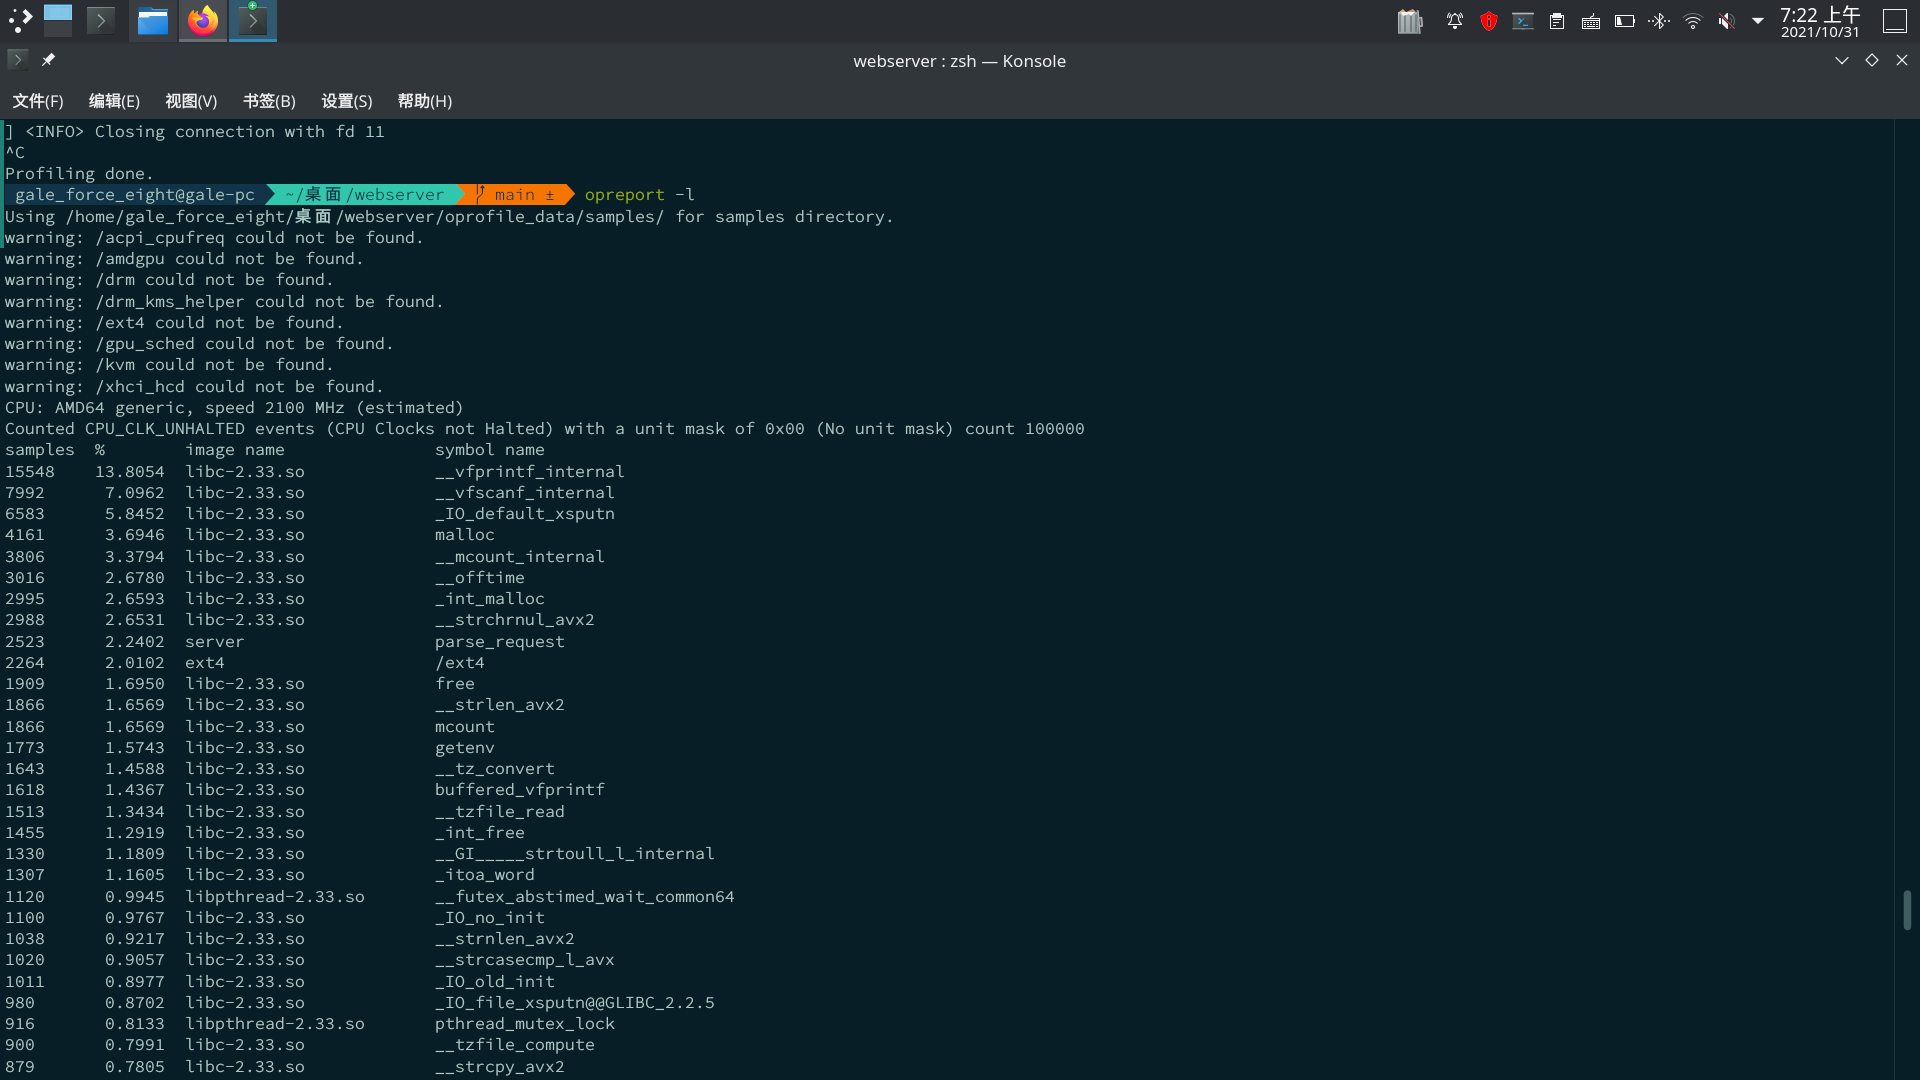 7:22 上午
2021/10/31
webserver : zsh — Konsole
文件(F) 编辑(E) 视图(V) 书签(B) 设置(S) 帮助(H)
] <INFO> Closing connection with fd 11
^C
Profiling done.
gale_force_eight@gale-pc ~/桌面/webserver main ± opreport -l
Using /home/gale_force_eight/桌面/webserver/oprofile_data/samples/ for samples directory.
warning: /acpi_cpufreq could not be found.
warning: /amdgpu could not be found.
warning: /drm could not be found.
warning: /drm_kms_helper could not be found.
warning: /ext4 could not be found.
warning: /gpu_sched could not be found.
warning: /kvm could not be found.
warning: /xhci_hcd could not be found.
CPU: AMD64 generic, speed 2100 MHz (estimated)
Counted CPU_CLK_UNHALTED events (CPU Clocks not Halted) with a unit mask of 0x00 (No unit mask) count 100000
samples % image name symbol name
15548 13.8054 libc-2.33.so __vfprintf_internal
7992 7.0962 libc-2.33.so __vfscanf_internal
6583 5.8452 libc-2.33.so _IO_default_xsputn
4161 3.6946 libc-2.33.so malloc
3806 3.3794 libc-2.33.so __mcount_internal
3016 2.6780 libc-2.33.so __offtime
2995 2.6593 libc-2.33.so _int_malloc
2988 2.6531 libc-2.33.so __strchrnul_avx2
2523 2.2402 server parse_request
2264 2.0102 ext4 /ext4
1909 1.6950 libc-2.33.so free
1866 1.6569 libc-2.33.so __strlen_avx2
1866 1.6569 libc-2.33.so mcount
1773 1.5743 libc-2.33.so getenv
1643 1.4588 libc-2.33.so __tz_convert
1618 1.4367 libc-2.33.so buffered_vfprintf
1513 1.3434 libc-2.33.so __tzfile_read
1455 1.2919 libc-2.33.so _int_free
1330 1.1809 libc-2.33.so __GI_____strtoull_l_internal
1307 1.1605 libc-2.33.so _itoa_word
1120 0.9945 libpthread-2.33.so __futex_abstimed_wait_common64
1100 0.9767 libc-2.33.so _IO_no_init
1038 0.9217 libc-2.33.so __strnlen_avx2
1020 0.9057 libc-2.33.so __strcasecmp_l_avx
1011 0.8977 libc-2.33.so _IO_old_init
980 0.8702 libc-2.33.so _IO_file_xsputn@@GLIBC_2.2.5
916 0.8133 libpthread-2.33.so pthread_mutex_lock
900 0.7991 libc-2.33.so __tzfile_compute
879 0.7805 libc-2.33.so __strcpy_avx2